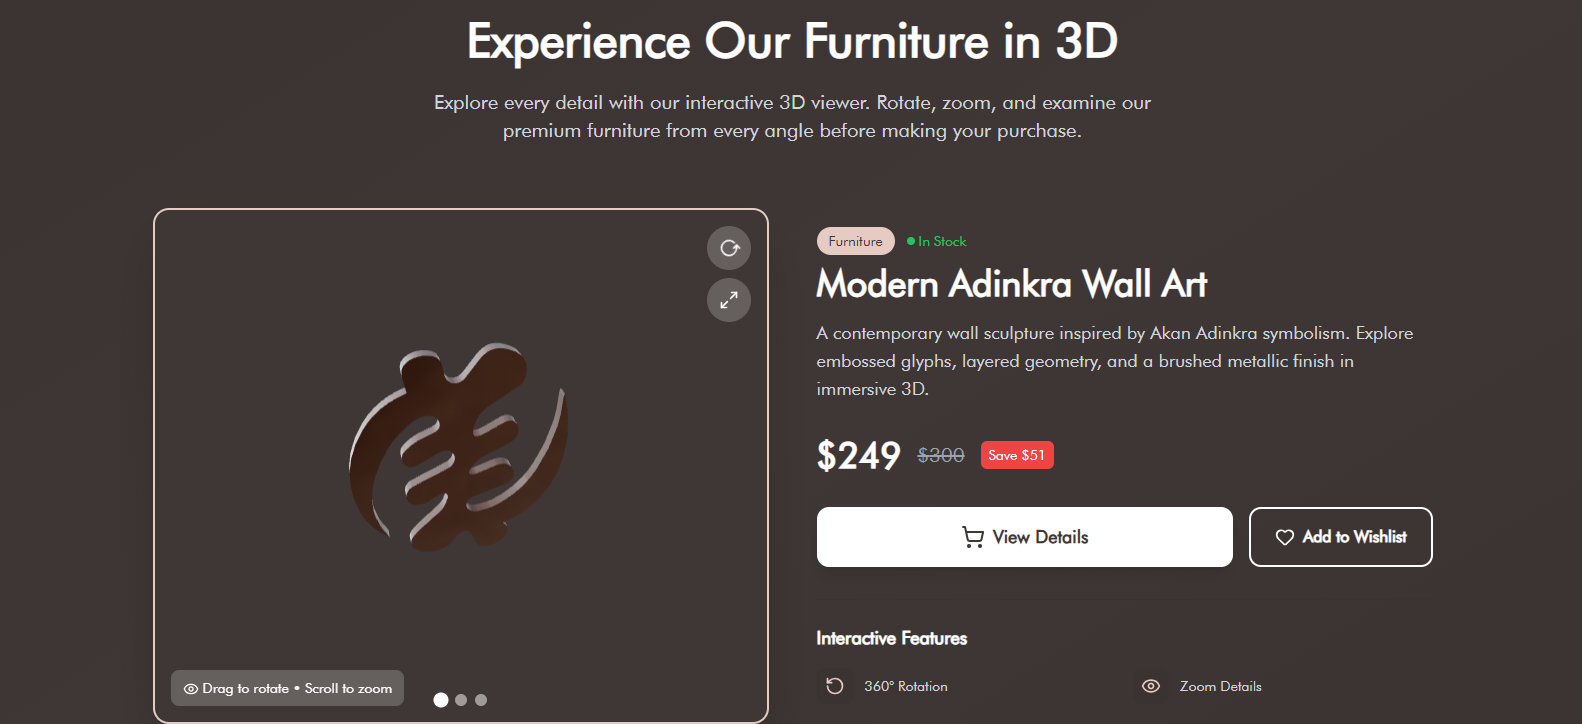 Experience Our Furniture in 3D
Explore every detail with our interactive 3D viewer. Rotate, zoom, and examine our
premium furniture from every angle before making your purchase.
Furniture
In Stock
Modern Adinkra Wall Art
A contemporary wall sculpture inspired by Akan Adinkra symbolism. Explore
embossed glyphs, layered geometry, and a brushed metallic finish in
immersive 3D.
$249 $300 Save $51
View Details
Add to Wishlist
Interactive Features
360° Rotation
Zoom Details
Drag to rotate • Scroll to zoom